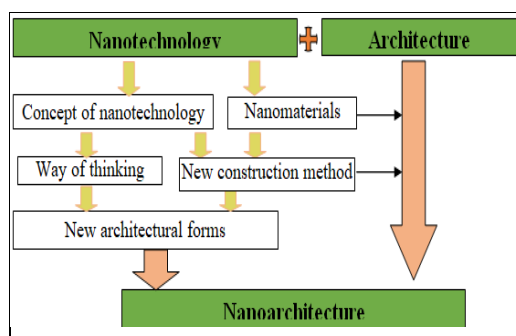 Nanotechnology
Architecture
Concept of nanotechnology
Nanomaterials
Way of thinking
New construction method
New architectural forms
Nanoarchitecture